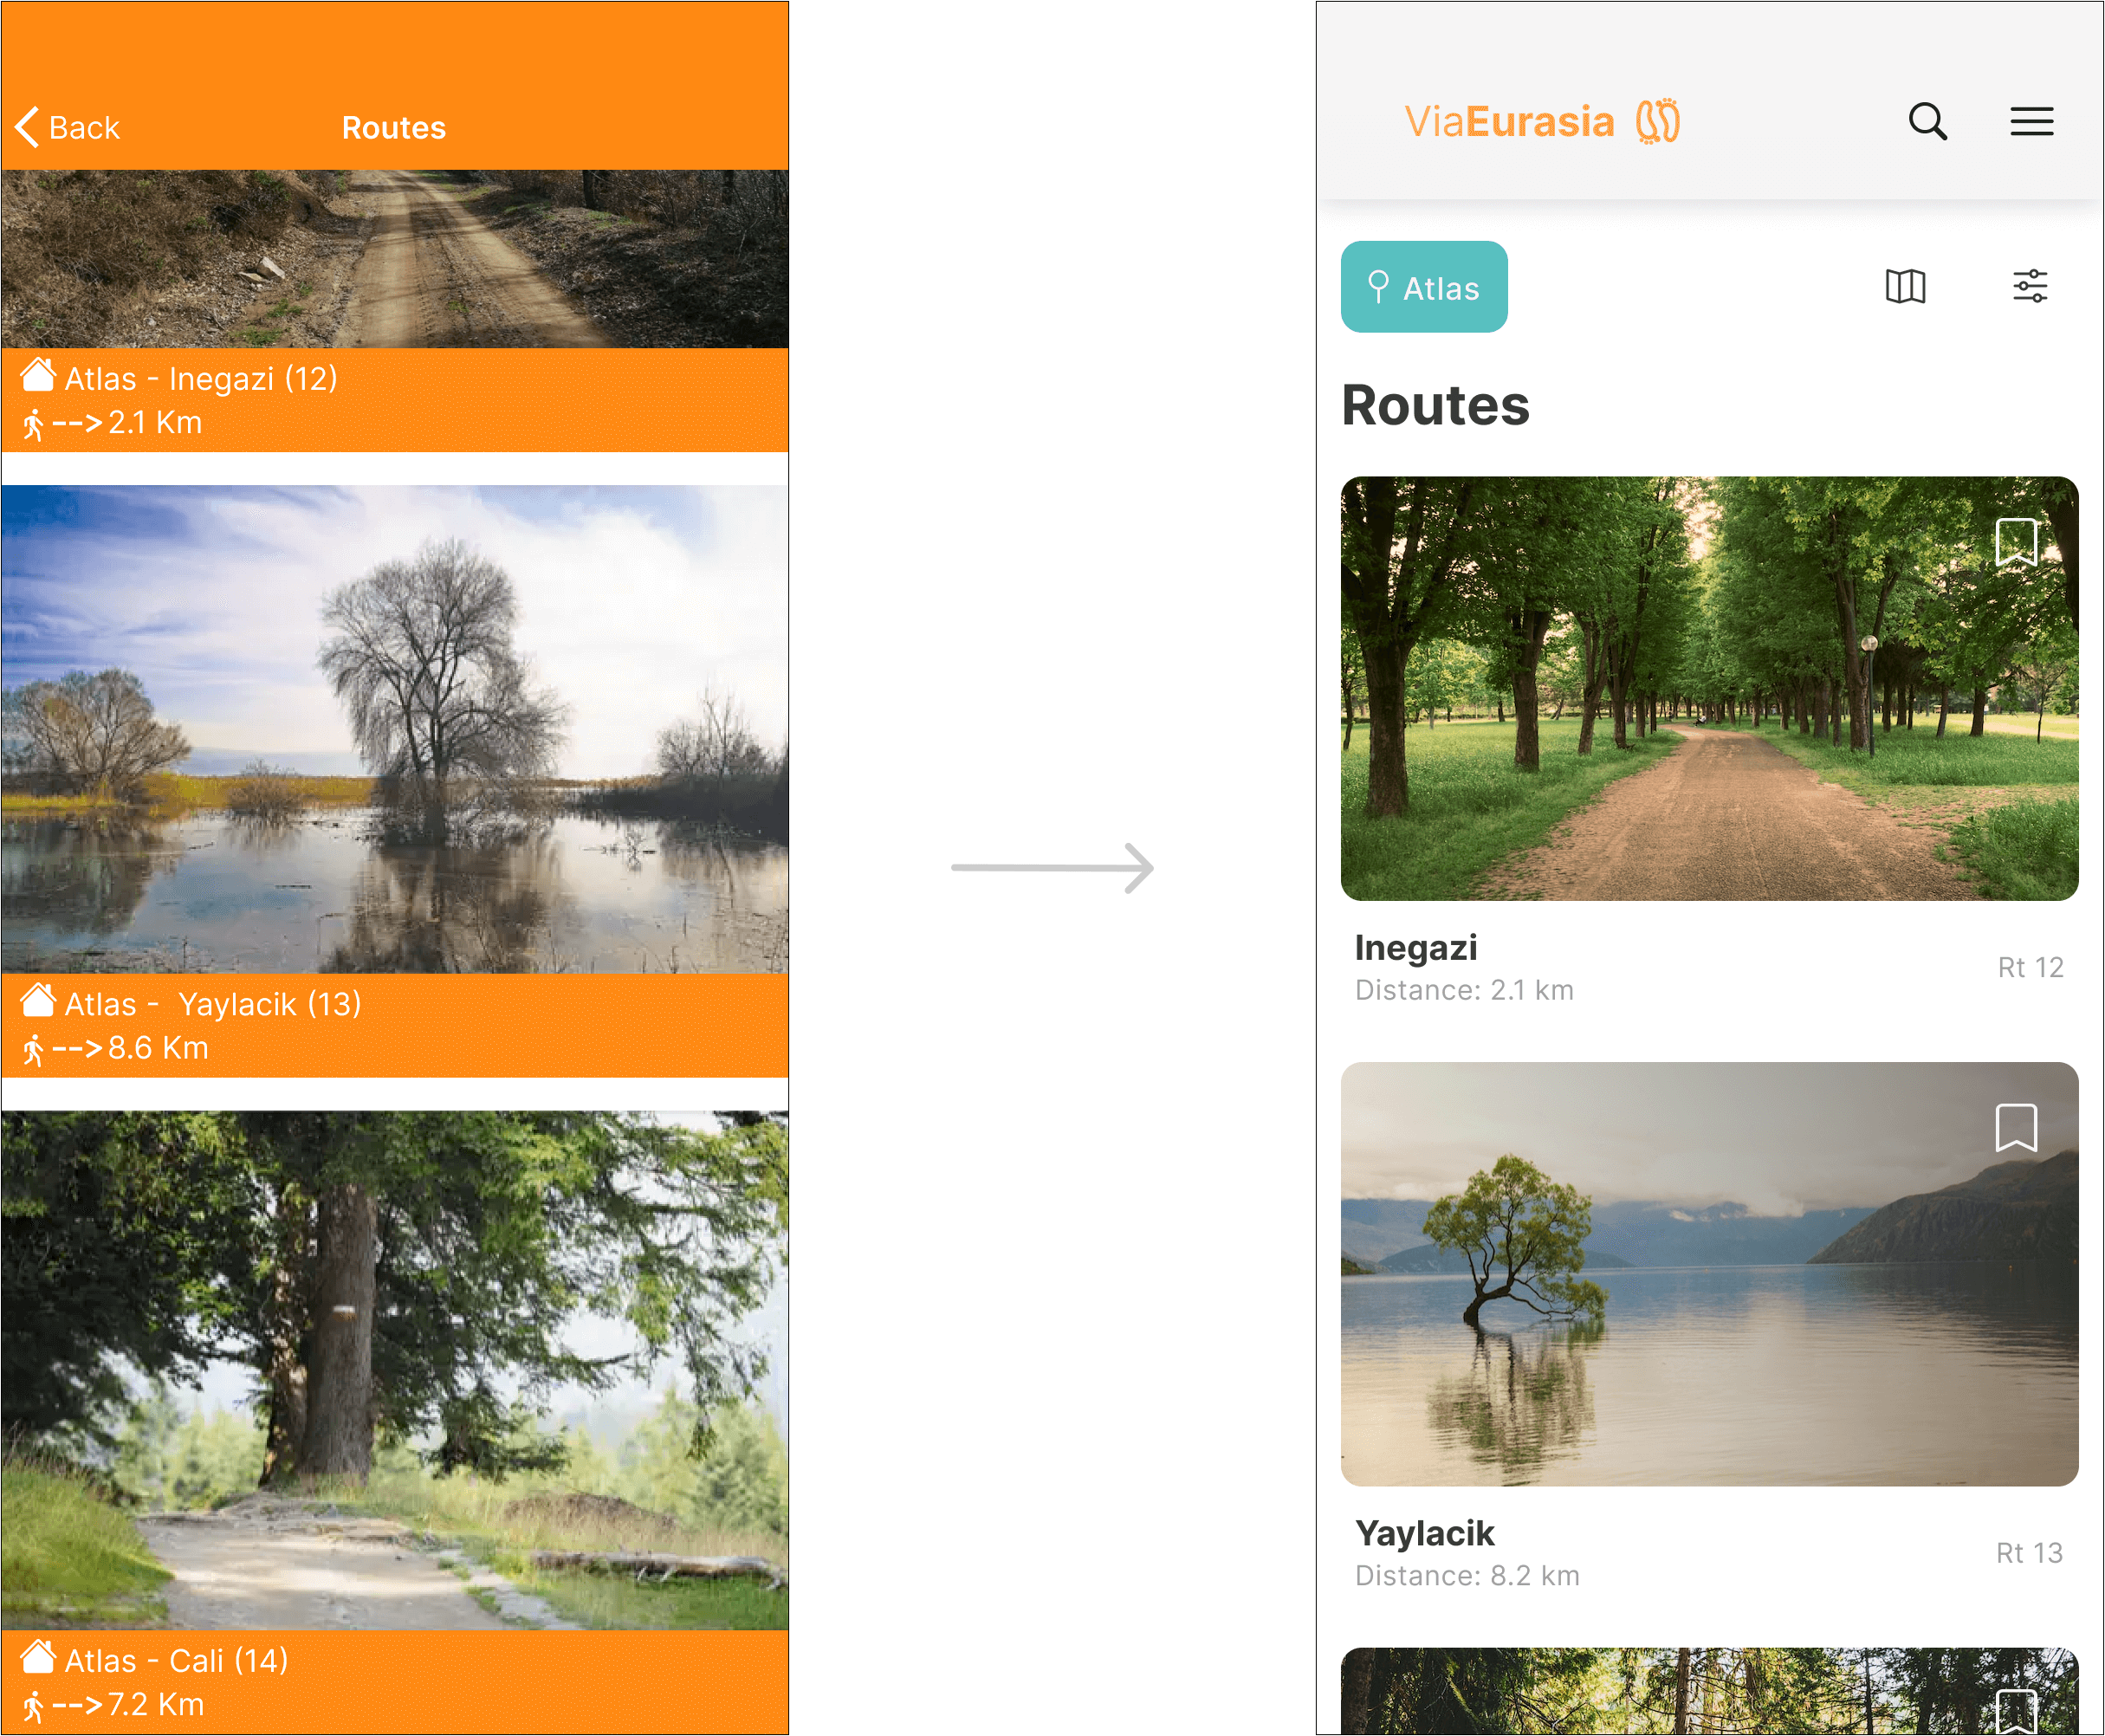 Back
Routes
Atlas - Inegazi (12)
-->2.1 Km
Atlas - Yaylacik (13)
-->8.6 Km
Atlas - Cali (14)
-->7.2 Km
ViaEurasia
Atlas
Routes
Inegazi
Distance: 2.1 km
Rt 12
Yaylacik
Distance: 8.2 km
Rt 13